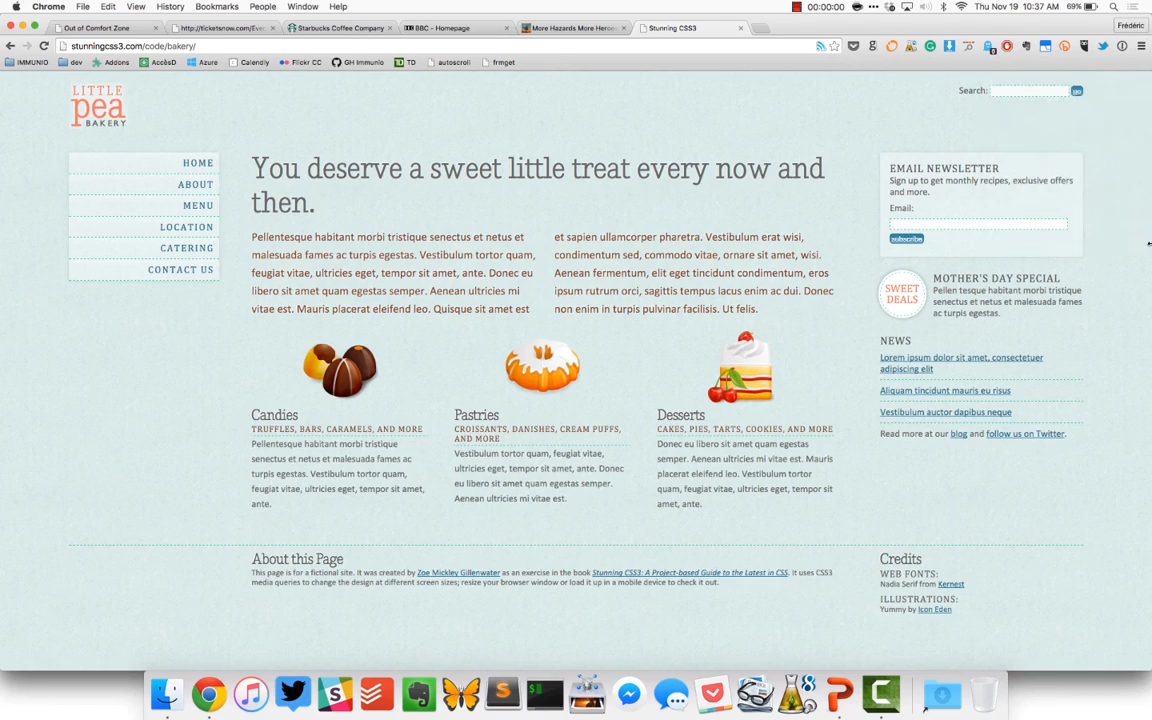 Chrome File Edit View History Bookmarks People Window Help 00:00:00 69% Thu Nov 19 10:37 AM
Out of Comfort Zone http://ticketsnow.com/Ever Starbucks Coffee Company BBC - Homepage More Hazards More Heroes Stunning CSS3 Frédéric
stunningcss3.com/code/bakery/
IMMUNIO dev Addons AccèsD Azure Calendly Flickr CC GH Immunio TD autoscroll frmget
LITTLE
pea
BAKERY
Search: go
HOME
ABOUT
MENU
LOCATION
CATERING
CONTACT US
You deserve a sweet little treat every now and
then.
Pellentesque habitant morbi tristique senectus et netus et
malesuada fames ac turpis egestas. Vestibulum tortor quam,
feugiat vitae, ultricies eget, tempor sit amet, ante. Donec eu
libero sit amet quam egestas semper. Aenean ultricies mi
vitae est. Mauris placerat eleifend leo. Quisque sit amet est
et sapien ullamcorper pharetra. Vestibulum erat wisi,
condimentum sed, commodo vitae, ornare sit amet, wisi.
Aenean fermentum, elit eget tincidunt condimentum, eros
ipsum rutrum orci, sagittis tempus lacus enim ac dui. Donec
non enim in turpis pulvinar facilisis. Ut felis.
Candies
TRUFFLES, BARS, CARAMELS, AND MORE
Pellentesque habitant morbi tristique
senectus et netus et malesuada fames ac
turpis egestas. Vestibulum tortor quam,
feugiat vitae, ultricies eget, tempor sit amet,
ante.
Pastries
CROISSANTS, DANISHES, CREAM PUFFS,
AND MORE
Vestibulum tortor quam, feugiat vitae,
ultricies eget, tempor sit amet, ante. Donec
eu libero sit amet quam egestas semper.
Aenean ultricies mi vitae est.
Desserts
CAKES, PIES, TARTS, COOKIES, AND MORE
Donec eu libero sit amet quam egestas
semper. Aenean ultricies mi vitae est. Mauris
placerat eleifend leo. Vestibulum tortor
quam, feugiat vitae, ultricies eget, tempor sit
amet, ante.
EMAIL NEWSLETTER
Sign up to get monthly recipes, exclusive offers
and more.
Email:
subscribe
SWEET
DEALS
MOTHER'S DAY SPECIAL
Pellen tesque habitant morbi tristique
senectus et netus et malesuada fames
ac turpis egestas.
NEWS
Lorem ipsum dolor sit amet, consectetuer
adipiscing elit
Aliquam tincidunt mauris eu risus
Vestibulum auctor dapibus neque
Read more at our blog and follow us on Twitter.
About this Page
This page for a fictional site. It was created by Zoe Mickley Gillenwater as an exercise in the book Stunning CSS3: A Project-based Guide to the Latest in CSS. It uses CSS3
media queries to change the design at different screen sizes; resize your browser window or load it up in a mobile device to check it out.
Credits
WEB FONTS:
Nadia Serif from Kernest
ILLUSTRATIONS:
Yummy by Icon Eden